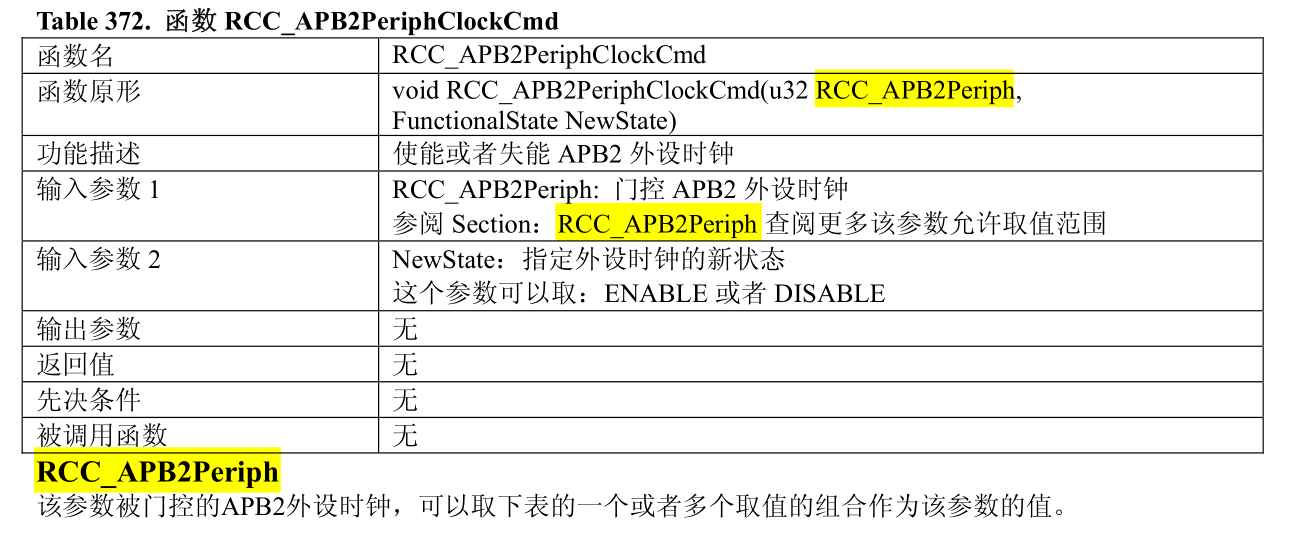 Table 372. 函数 RCC_APB2PeriphClockCmd
函数名 RCC_APB2PeriphClockCmd
函数原形 void RCC_APB2PeriphClockCmd(u32 RCC_APB2Periph,
FunctionalState NewState)
功能描述 使能或者失能 APB2 外设时钟
输入参数 1 RCC_APB2Periph: 门控 APB2 外设时钟
参阅 Section：RCC_APB2Periph 查阅更多该参数允许取值范围
输入参数 2 NewState：指定外设时钟的新状态
这个参数可以取：ENABLE 或者 DISABLE
输出参数 无
返回值 无
先决条件 无
被调用函数 无
RCC_APB2Periph
该参数被门控的APB2外设时钟，可以取下表的一个或者多个取值的组合作为该参数的值。